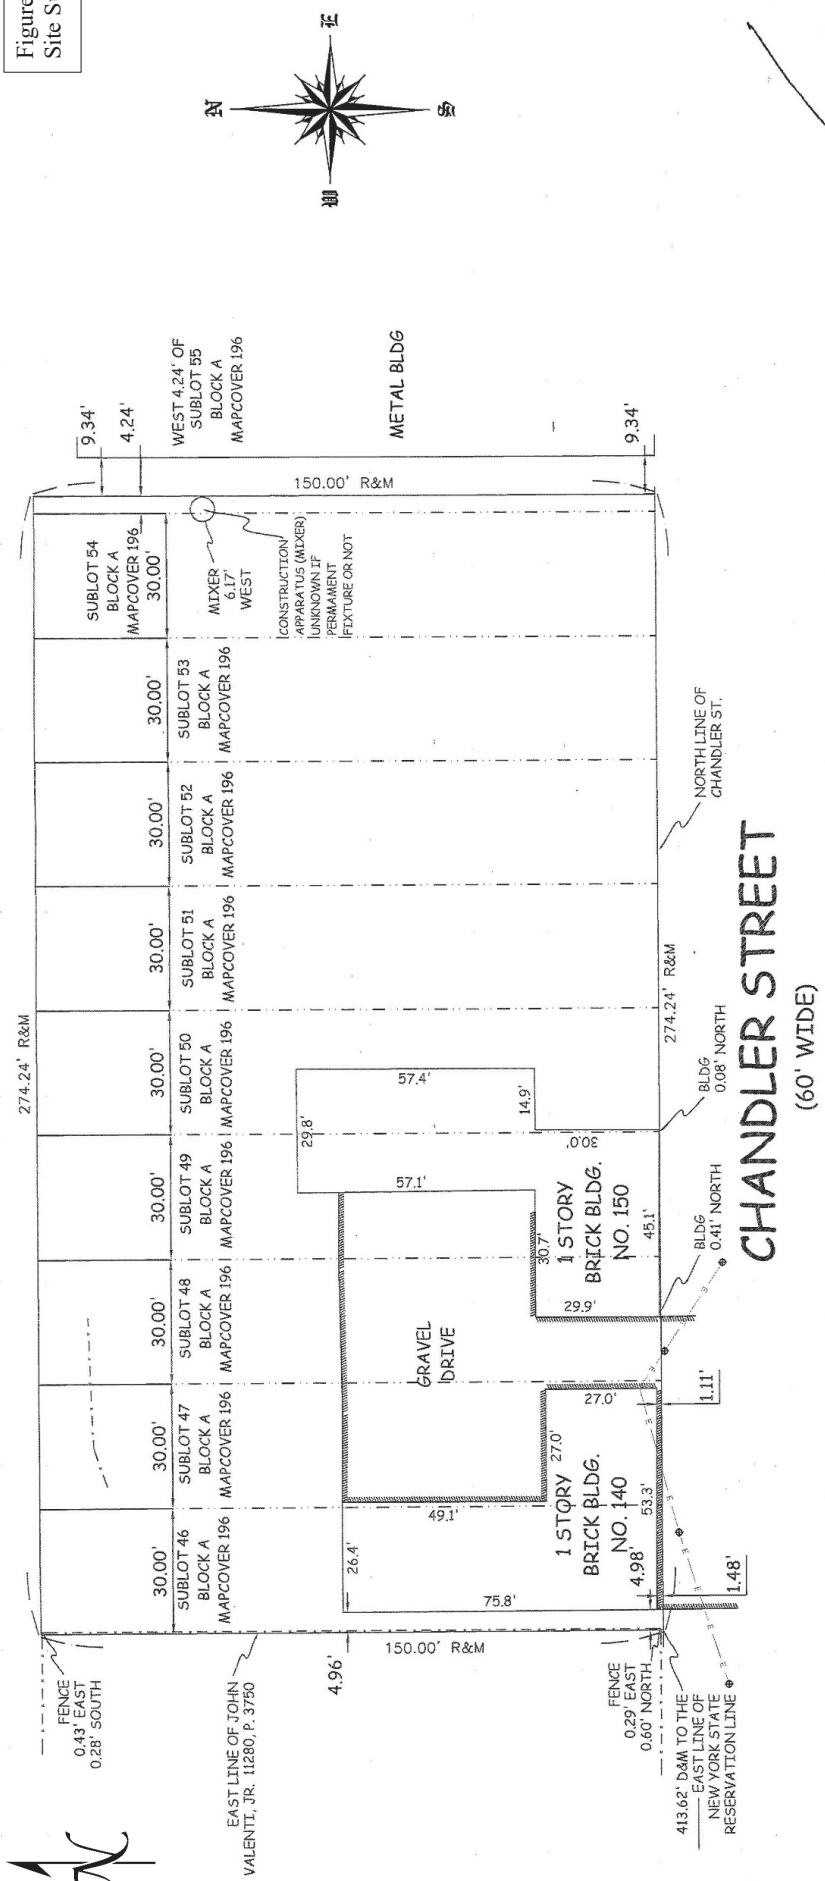 Figure
Site Su
N
E
S
W
274.24' R&M
9.34'
4.24'
WEST 4.24' OF
SUBLOT 55
BLOCK A
MAPCOVER 196
METAL BLDG
9.34'
150.00' R&M
30.00'
SUBLOT 46
BLOCK A
MAPCOVER 196
30.00'
SUBLOT 47
BLOCK A
MAPCOVER 196
30.00'
SUBLOT 48
BLOCK A
MAPCOVER 196
30.00'
SUBLOT 49
BLOCK A
MAPCOVER 196
30.00'
SUBLOT 50
BLOCK A
MAPCOVER 196
30.00'
SUBLOT 51
BLOCK A
MAPCOVER 196
30.00'
SUBLOT 52
BLOCK A
MAPCOVER 196
30.00'
SUBLOT 53
BLOCK A
MAPCOVER 196
SUBLOT 54
BLOCK A
MAPCOVER 196
30.00'
MIXER
6.17'
WEST
CONSTRUCTION
APPARATUS (MIXER)
UNKNOWN IF
PERMAMENT
FIXTURE OR NOT
FENCE
0.43' EAST
0.28' SOUTH
EAST LINE OF JOHN
VALENTI, JR. 11280, P. 3750
4.96'
150.00' R&M
26.4'
49.1'
75.8'
GRAVEL
DRIVE
29.8'
57.1'
57.4'
14.9'
30.0'
27.0'
27.0'
1 STORY
BRICK BLDG.
NO. 140
4.98'
53.3'
30.7'
29.9'
1 STORY
BRICK BLDG.
NO. 150
45.1'
FENCE
0.29' EAST
0.60' NORTH
413.62' D&M TO THE
EAST LINE OF
NEW YORK STATE
RESERVATION LINE
1.48'
1.11'
BLDG
0.41' NORTH
BLDG
0.08' NORTH
274.24' R&M
NORTH LINE OF
CHANDLER ST.
CHANDLER STREET
(60' WIDE)